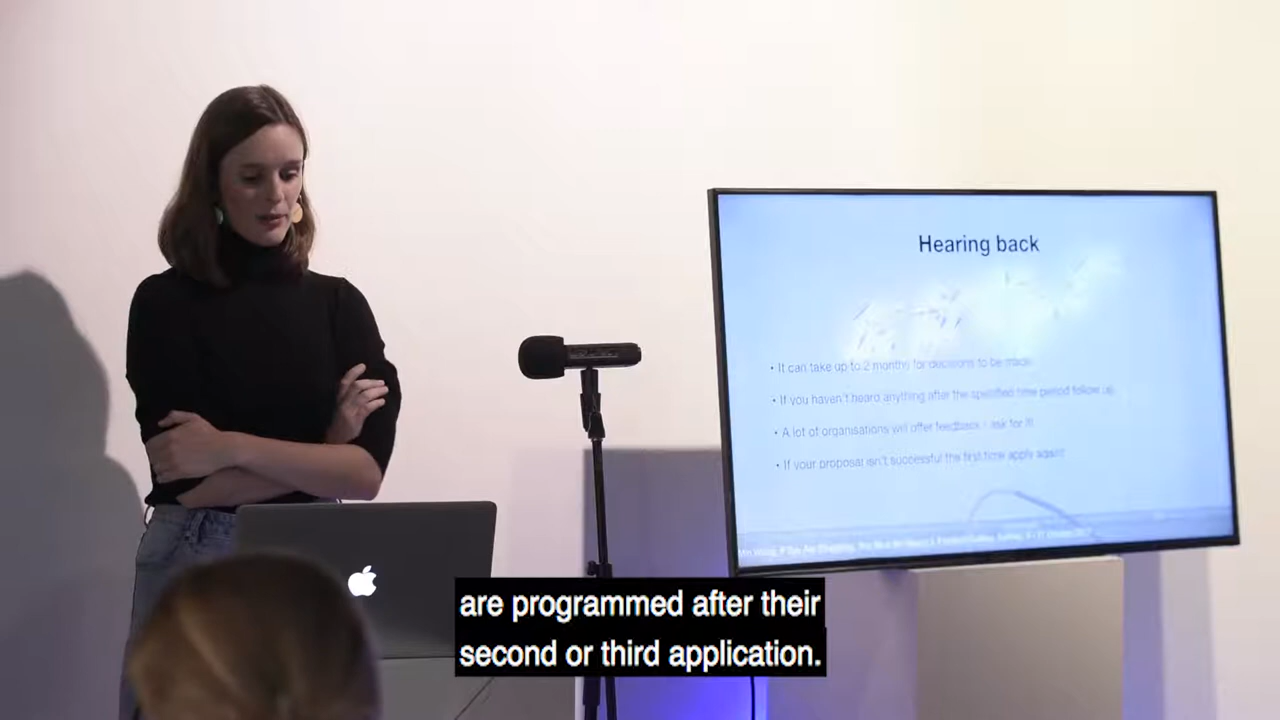 Hearing back
• It can take up to 2 months for decisions to be made.
• If you haven't heard anything after the specified time period follow up.
• A lot of organisations will offer feedback - ask for it!
• If your proposal isn't successful the first time apply again!
are programmed after their
second or third application.